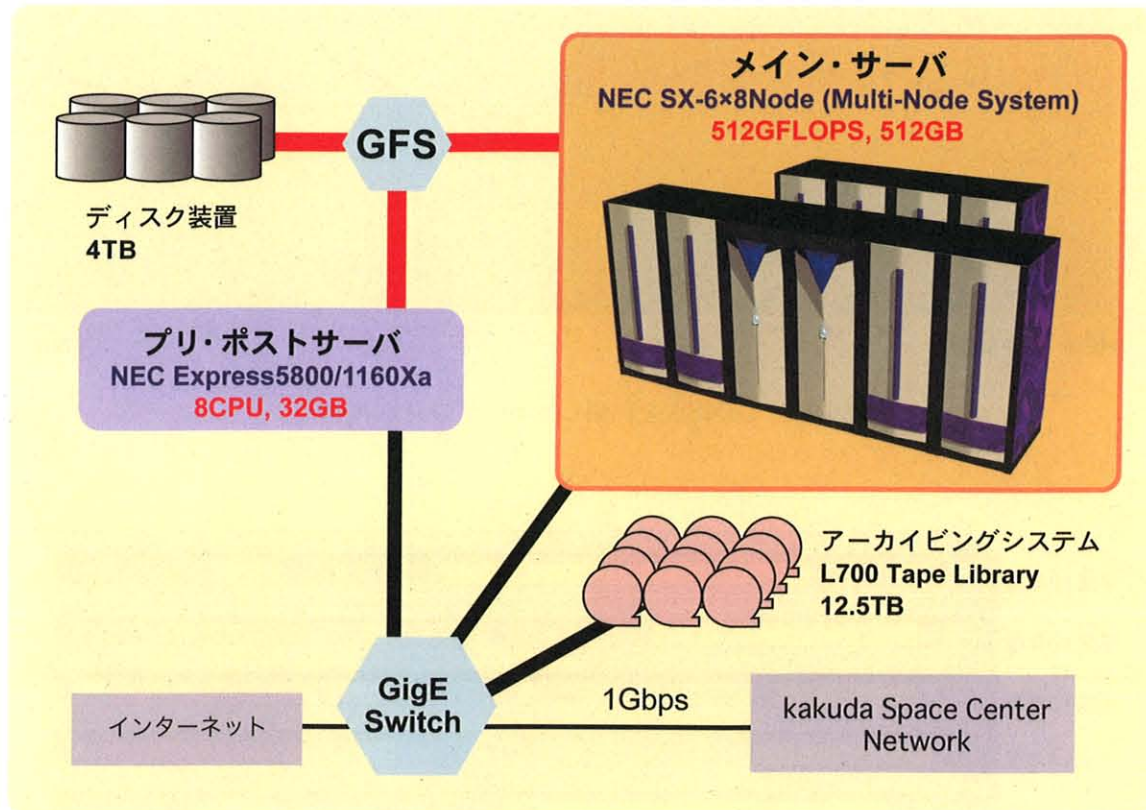 メイン・サーバ
NEC SX-6×8Node (Multi-Node System)
512GFLOPS, 512GB
GFS
ディスク装置
4TB
プリ・ポストサーバ
NEC Express5800/1160Xa
8CPU, 32GB
アーカイビングシステム
L700 Tape Library
12.5TB
GigE
Switch
インターネット
1Gbps
kakuda Space Center
Network